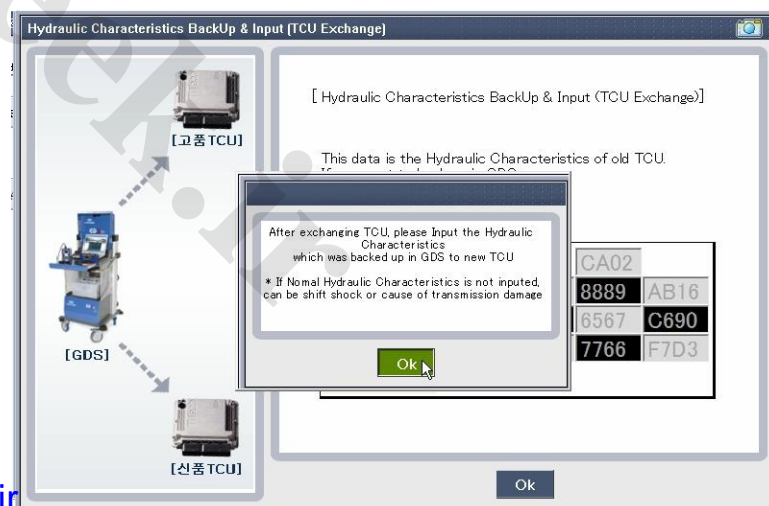 Hydraulic Characteristics BackUp & Input (TCU Exchange)
[고품TCU]
[GDS]
[신품TCU]
[ Hydraulic Characteristics BackUp & Input (TCU Exchange)]
This data is the Hydraulic Characteristics of old TCU.
After exchanging TCU, please Input the Hydraulic
Characteristics
which was backed up in GDS to new TCU
* If Nomal Hydraulic Characteristics is not inputed,
can be shift shock or cause of transmission damage
Ok
CA02
8889 AB16
6567 C690
7766 F7D3
Ok
eek.ir
ir